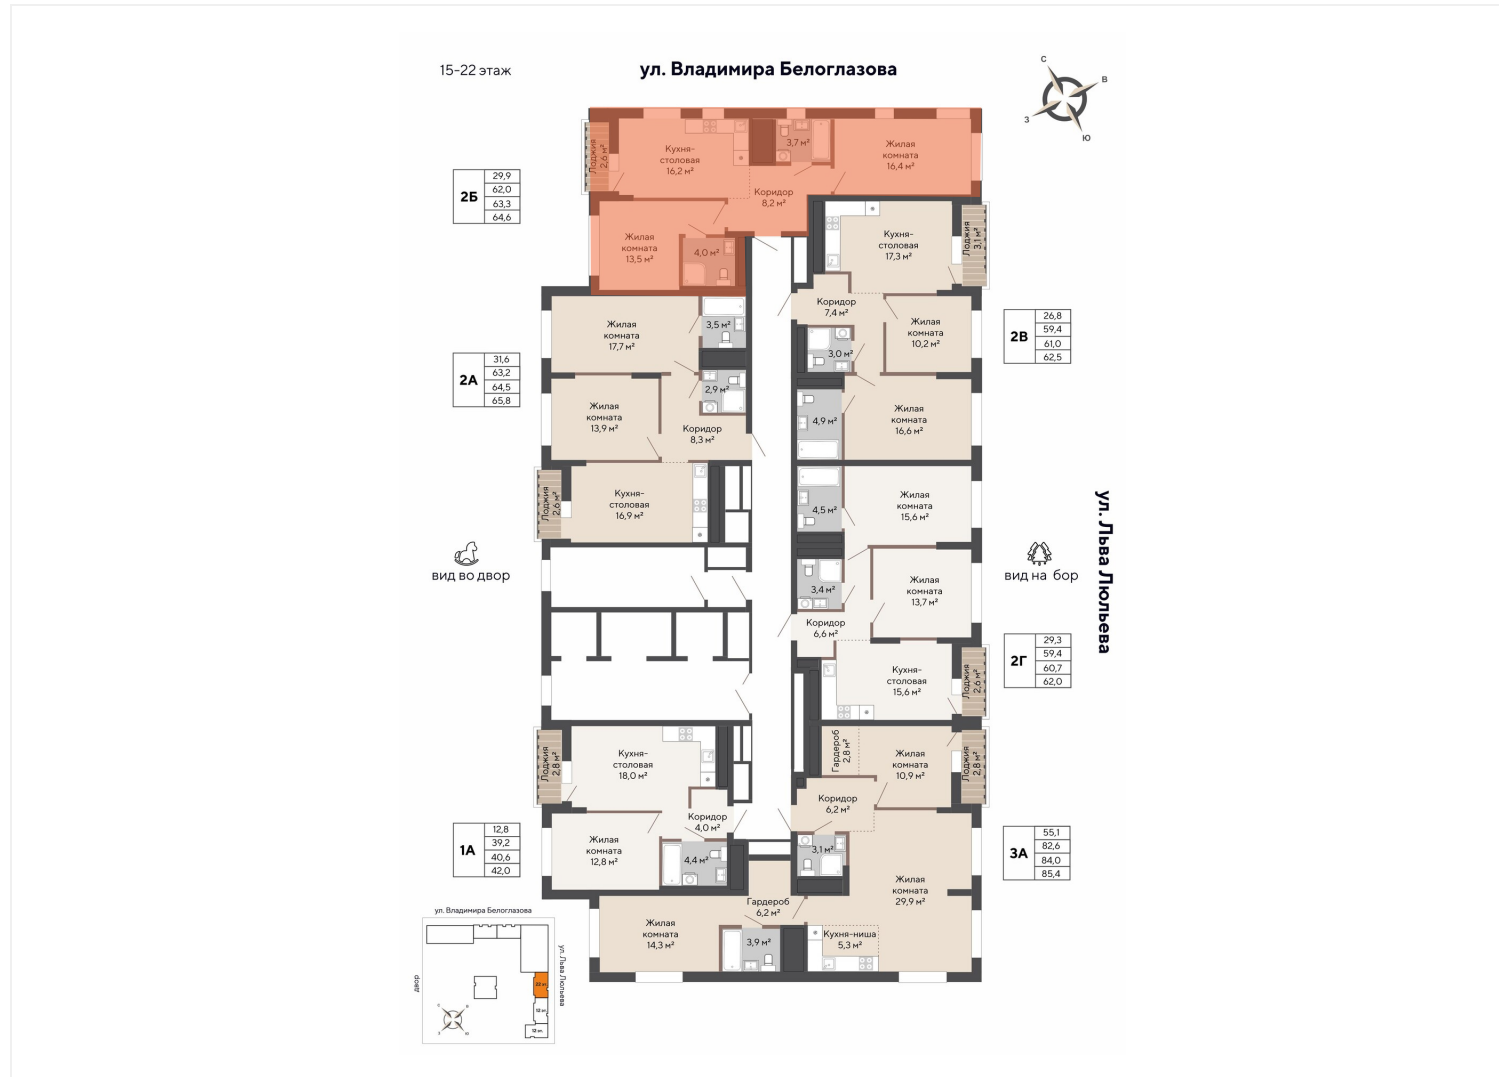 15-22 этаж
ул. Владимира Белоглазова
С
В
З
Ю
2Б
29,9
62,0
63,3
64,6
Лоджия
2,6 м²
Кухня-
столовая
16,2 м²
3,7 м²
Жилая
комната
16,4 м²
Коридор
8,2 м²
Жилая
комната
13,5 м²
4,0 м²
Кухня-
столовая
17,3 м²
Лоджия
3,1 м²
Коридор
7,4 м²
Жилая
комната
10,2 м²
3,0 м²
2В
26,8
59,4
61,0
62,5
Жилая
комната
17,7 м²
3,5 м²
2А
31,6
63,2
64,5
65,8
2,9 м²
Жилая
комната
13,9 м²
Коридор
8,3 м²
4,9 м²
Жилая
комната
16,6 м²
Лоджия
2,6 м²
Кухня-
столовая
16,9 м²
4,5 м²
Жилая
комната
15,6 м²
ул. Льва Люльева
вид во двор
вид на бор
3,4 м²
Жилая
комната
13,7 м²
Коридор
6,6 м²
Кухня-
столовая
15,6 м²
Лоджия
2,6 м²
2Г
29,3
59,4
60,7
62,0
Лоджия
2,8 м²
Кухня-
столовая
18,0 м²
Гардероб
2,8 м²
Жилая
комната
10,9 м²
Лоджия
2,8 м²
Коридор
6,2 м²
Коридор
4,0 м²
1А
12,8
39,2
40,6
42,0
Жилая
комната
12,8 м²
4,4 м²
3,1 м²
3А
55,1
82,6
84,0
85,4
Жилая
комната
29,9 м²
Гардероб
6,2 м²
Жилая
комната
14,3 м²
3,9 м²
Кухня-ниша
5,3 м²
ул. Владимира Белоглазова
ул. Льва Люльева
двор
22 эт.
12 эт.
12 эт.
С
В
З
Ю